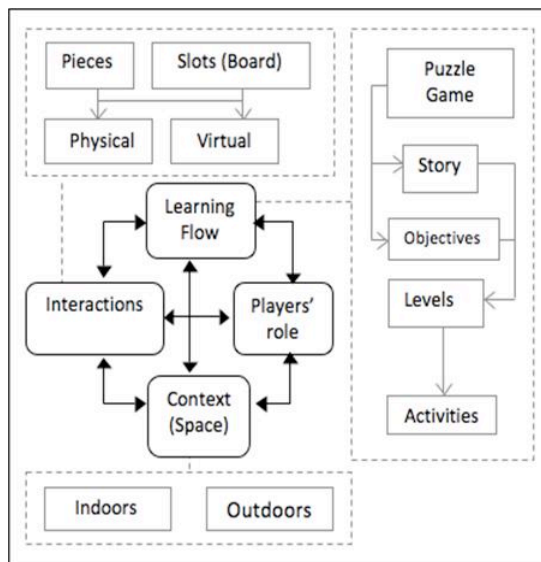 Pieces
Slots (Board)
Physical
Virtual
Puzzle
Game
Story
Objectives
Levels
Activities
Learning
Flow
Interactions
Players'
role
Context
(Space)
Indoors
Outdoors